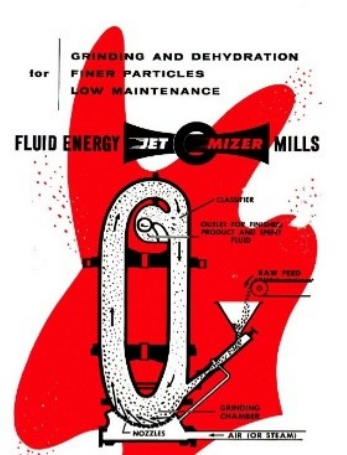 GRINDING AND DEHYDRATION
for FINER PARTICLES
LOW MAINTENANCE
FLUID ENERGY JET O MIZER MILLS
CLASSIFIER
OUTLET FOR FINISHED
PRODUCT AND SPENT
FLUID
RAW FEED
GRINDING
CHAMBER
NOZZLES
AIR (OR STEAM)